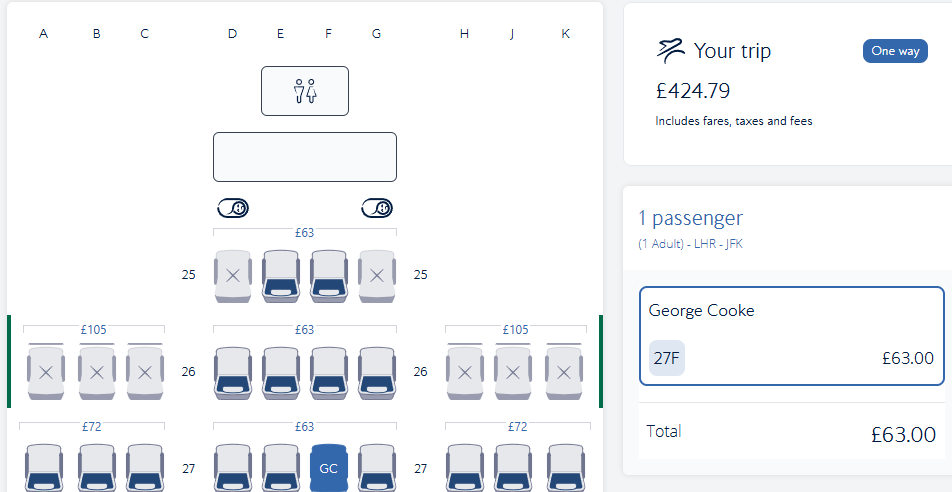 A B C D E F G H J K
£63
25 25
£105 £63 £105
26 26
£72 £63 £72
27 GC 27
Your trip One way
£424.79
Includes fares, taxes and fees
1 passenger
(1 Adult) - LHR - JFK
George Cooke
27F £63.00
Total £63.00